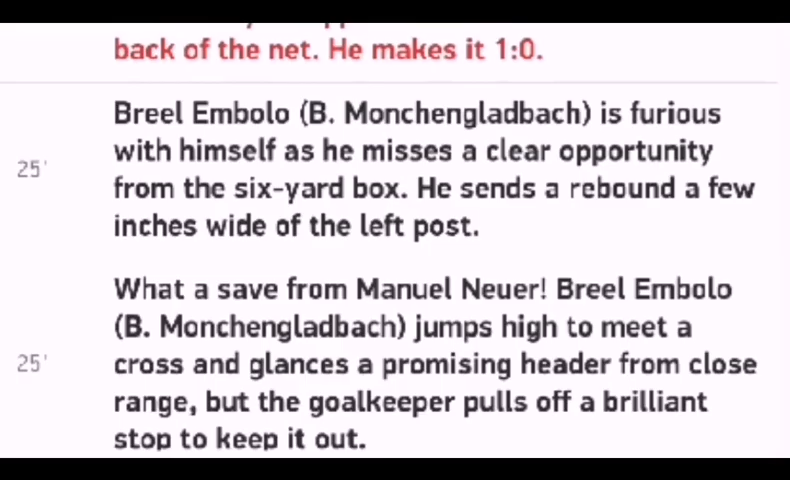 back of the net. He makes it 1:0.
Breel Embolo (B. Monchengladbach) is furious
25' with himself as he misses a clear opportunity
from the six-yard box. He sends a rebound a few
inches wide of the left post.
What a save from Manuel Neuer! Breel Embolo
(B. Monchengladbach) jumps high to meet a
25' cross and glances a promising header from close
range, but the goalkeeper pulls off a brilliant
stop to keep it out.